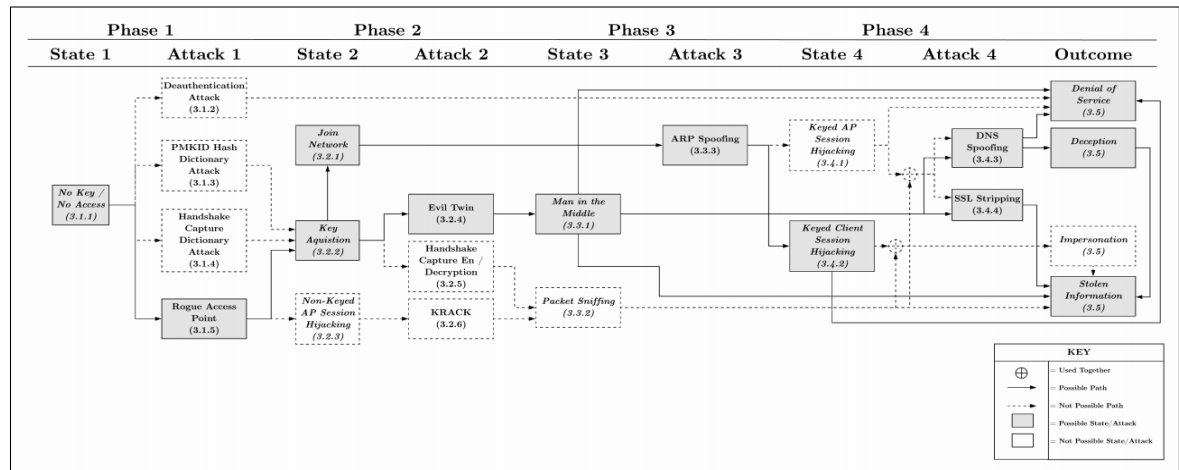 Phase 1
Phase 2
Phase 3
Phase 4
State 1
Attack 1
State 2
Attack 2
State 3
Attack 3
State 4
Attack 4
Outcome
Deauthentication
Attack
(3.1.2)
PMKID Hash
Dictionary
Attack
(3.1.3)
No Key /
No Access
(3.1.1)
Handshake
Capture
Dictionary
Attack
(3.1.4)
Rogue Access
Point
(3.1.5)
Join
Network
(3.2.1)
Key
Aquistion
(3.2.2)
Non-Keyed
AP Session
Hijacking
(3.2.3)
Evil Twin
(3.2.4)
Handshake
Capture En /
Decryption
(3.2.5)
KRACK
(3.2.6)
Man in the
Middle
(3.3.1)
Packet Sniffing
(3.3.2)
ARP Spoofing
(3.3.3)
Keyed AP
Session
Hijacking
(3.4.1)
Keyed Client
Session
Hijacking
(3.4.2)
DNS
Spoofing
(3.4.3)
SSL Stripping
(3.4.4)
Denial of
Service
(3.5)
Deception
(3.5)
Impersonation
(3.5)
Stolen
Information
(3.5)
KEY
= Used Together
= Possible Path
= Not Possible Path
= Possible State/Attack
= Not Possible State/Attack